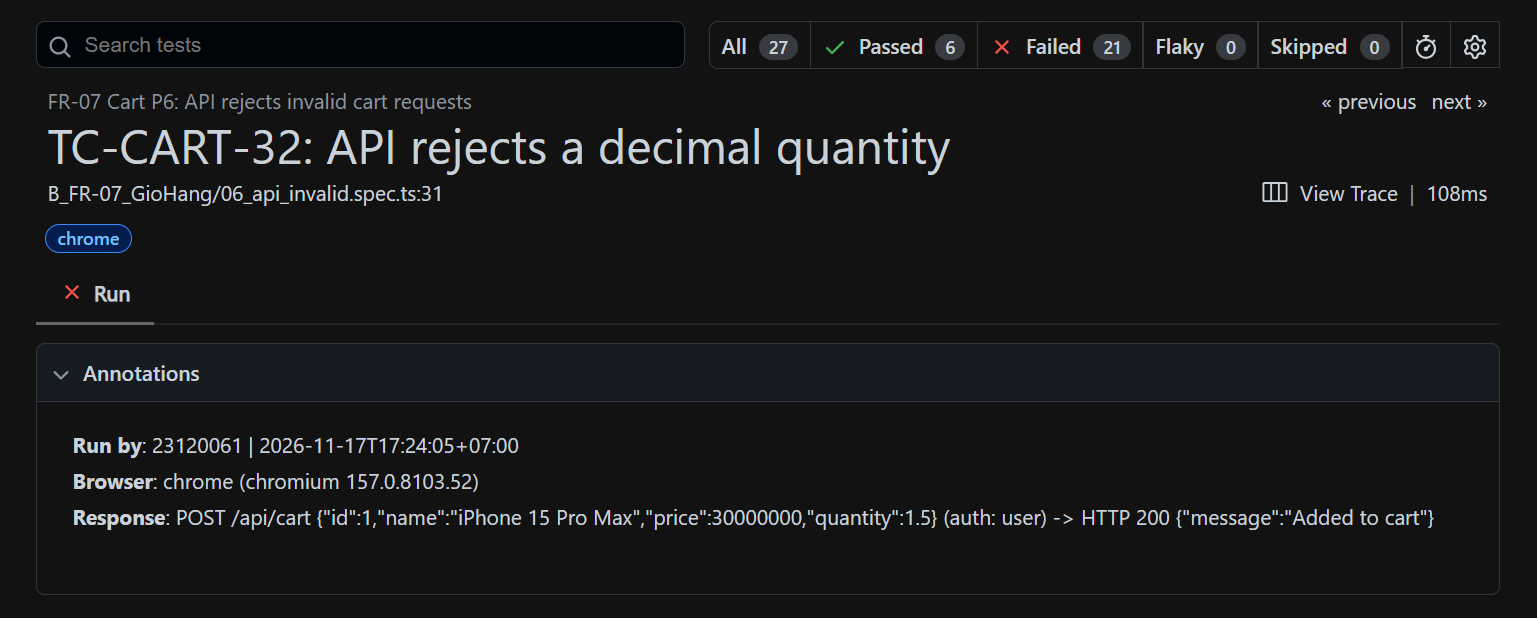 Search tests
All 27 Passed 6 Failed 21 Flaky 0 Skipped 0
FR-07 Cart P6: API rejects invalid cart requests
« previous next »
TC-CART-32: API rejects a decimal quantity
B_FR-07_GioHang/06_api_invalid.spec.ts:31
View Trace | 108ms
chrome
Run
Annotations
Run by: 23120061 | 2026-11-17T17:24:05+07:00
Browser: chrome (chromium 157.0.8103.52)
Response: POST /api/cart {"id":1,"name":"iPhone 15 Pro Max","price":30000000,"quantity":1.5} (auth: user) -> HTTP 200 {"message":"Added to cart"}